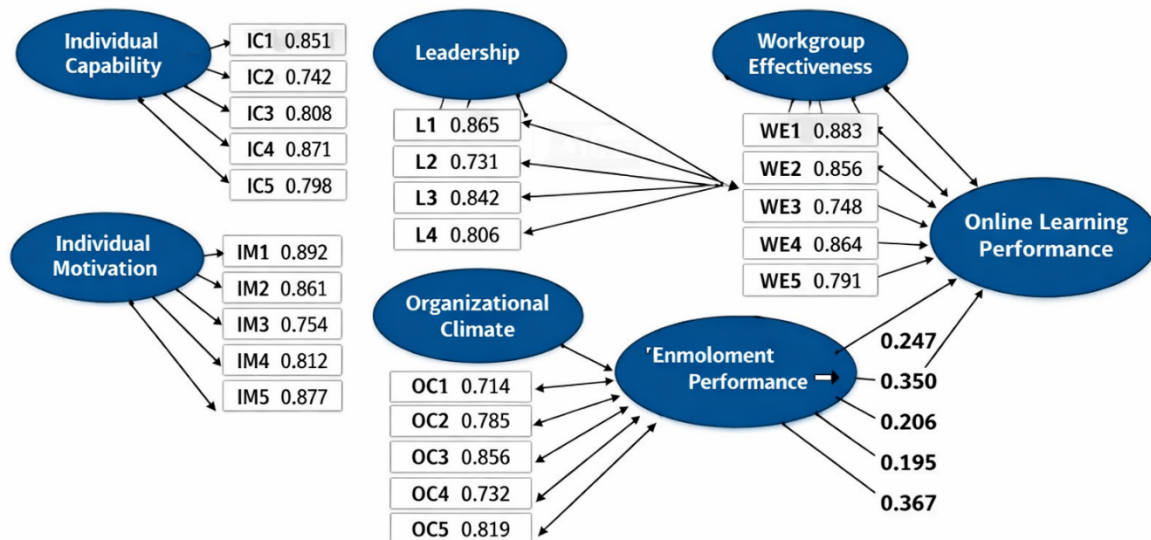 Individual
Capability
IC1 0.851
IC2 0.742
IC3 0.808
IC4 0.871
IC5 0.798
Individual
Motivation
IM1 0.892
IM2 0.861
IM3 0.754
IM4 0.812
IM5 0.877
Leadership
L1 0.865
L2 0.731
L3 0.842
L4 0.806
Organizational
Climate
OC1 0.714
OC2 0.785
OC3 0.856
OC4 0.732
OC5 0.819
Workgroup
Effectiveness
WE1 0.883
WE2 0.856
WE3 0.748
WE4 0.864
WE5 0.791
Online Learning
Performance
'Enmoloment
Performance
0.247
0.350
0.206
0.195
0.367